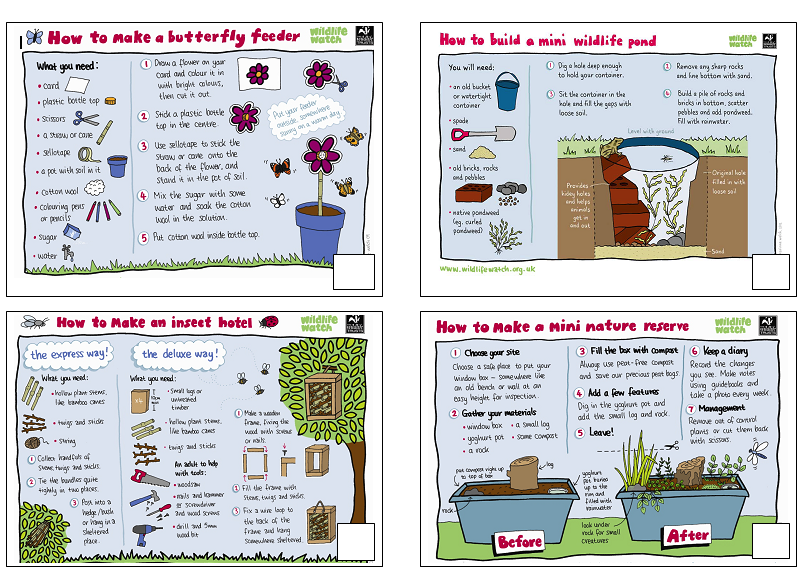 How to make a butterfly feeder
wildlife
watch
What you need:
• card
• plastic bottle top
• scissors
• a straw or cane
• sellotape
• a pot with soil in it
• cotton wool
• colouring pens
or pencils
• sugar
• water
1 Draw a flower on your
card and colour it in
with bright colours,
then cut it out.
2 Stick a plastic bottle
top in the centre.
3 Use sellotape to stick the
straw or cane onto
the back of the flower, and
stand it in the pot of soil.
4 Mix the sugar with some
water and soak the cotton
wool in the solution.
5 Put cotton wool inside bottle top.
Put your feeder
outside somewhere
sunny on a warm day
How to build a mini wildlife pond
wildlife
watch
You will need:
• an old bucket
or watertight
container
• spade
• sand
• old bricks, rocks
and pebbles
• native pondweed
(eg. curled
pondweed)
1 Dig a hole deep enough
to hold your container.
2 Remove any sharp rocks
and line bottom with sand.
3 Sit the container in the
hole and fill the gaps with
loose soil.
4 Build a pile of rocks and
bricks in bottom, scatter
pebbles and add pondweed.
Fill with rainwater.
Level with ground
Provides
hidey holes
and helps
animals
get in
and out
Original hole
filled in with
loose soil
Sand
www.wildlifewatch.org.uk
How to make an insect hotel
wildlife
watch
the express way!
What you need:
• hollow plant stems,
like bamboo canes
• twigs and sticks
• string
1 Collect handfuls of
stems, twigs and sticks.
2 Tie the bundles quite
tightly in two places.
3 Post into a
hedge/bush
or hang in a
sheltered
place.
the deluxe way!
What you need:
• small logs or
untreated
timber
• hollow plant stems,
like bamboo canes
• twigs and sticks
An adult to help
with tools:
• woodsaw
• nails and hammer
or screwdriver
and wood screws
• drill and 5mm
wood bit
1 Make a wooden
frame, fixing the
wood with screws
or nails.
2 Fill the frame with
stems, twigs and sticks.
3 Fix a wire loop to
the back of the
frame and hang
somewhere sheltered.
How to make a mini nature reserve
wildlife
watch
1 Choose your site
Choose a safe place to put your
window box – somewhere like
an old bench or wall at an
easy height for inspection.
2 Gather your materials
• window box
• a small log
• yoghurt pot
• some compost
• a rock
3 Fill the box with compost
Always use peat-free compost
and save our precious peat bogs.
4 Add a few features
Dig in the yoghurt pot and
add the small log and rock.
5 Leave!
6 Keep a diary
Record the changes
you see. Make notes
using guidebooks and
take a photo every week.
7 Management
Remove out of control
plants or cut them back
with scissors.
put compost right up
to top of pot
log
rock
yoghurt
pot buried
up to the
rim and
filled with
rainwater
look under
rock for small
creatures
Before
After